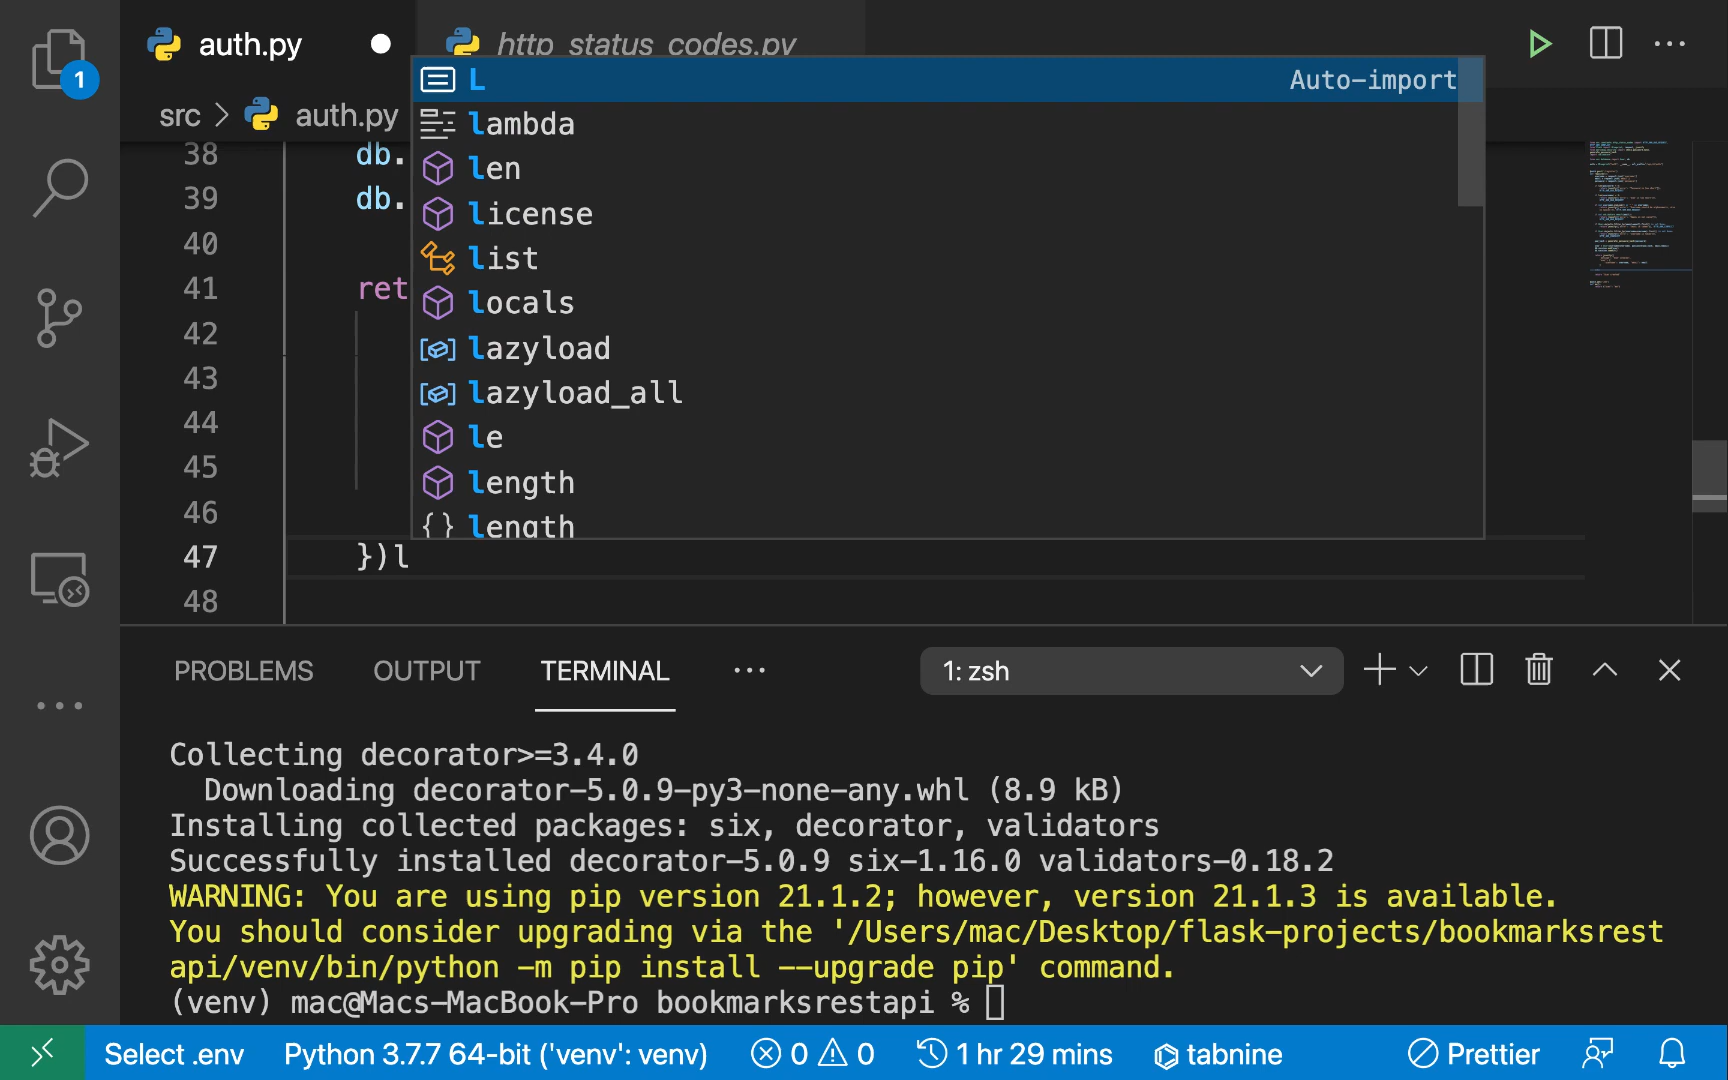 auth.py
http_status_codes.py
1
src > auth.py
L Auto-import
lambda
len
license
list
locals
lazyload
lazyload_all
le
length
length
38 db.
39 db.
40
41 ret
42
43
44
45
46
47 })l
48
PROBLEMS OUTPUT TERMINAL ... 1: zsh
Collecting decorator>=3.4.0
Downloading decorator-5.0.9-py3-none-any.whl (8.9 kB)
Installing collected packages: six, decorator, validators
Successfully installed decorator-5.0.9 six-1.16.0 validators-0.18.2
WARNING: You are using pip version 21.1.2; however, version 21.1.3 is available.
You should consider upgrading via the '/Users/mac/Desktop/flask-projects/bookmarksrest
api/venv/bin/python -m pip install --upgrade pip' command.
(venv) mac@Macs-MacBook-Pro bookmarksrestapi %
Select .env Python 3.7.7 64-bit ('venv': venv) 0 0 1 hr 29 mins tabnine Prettier